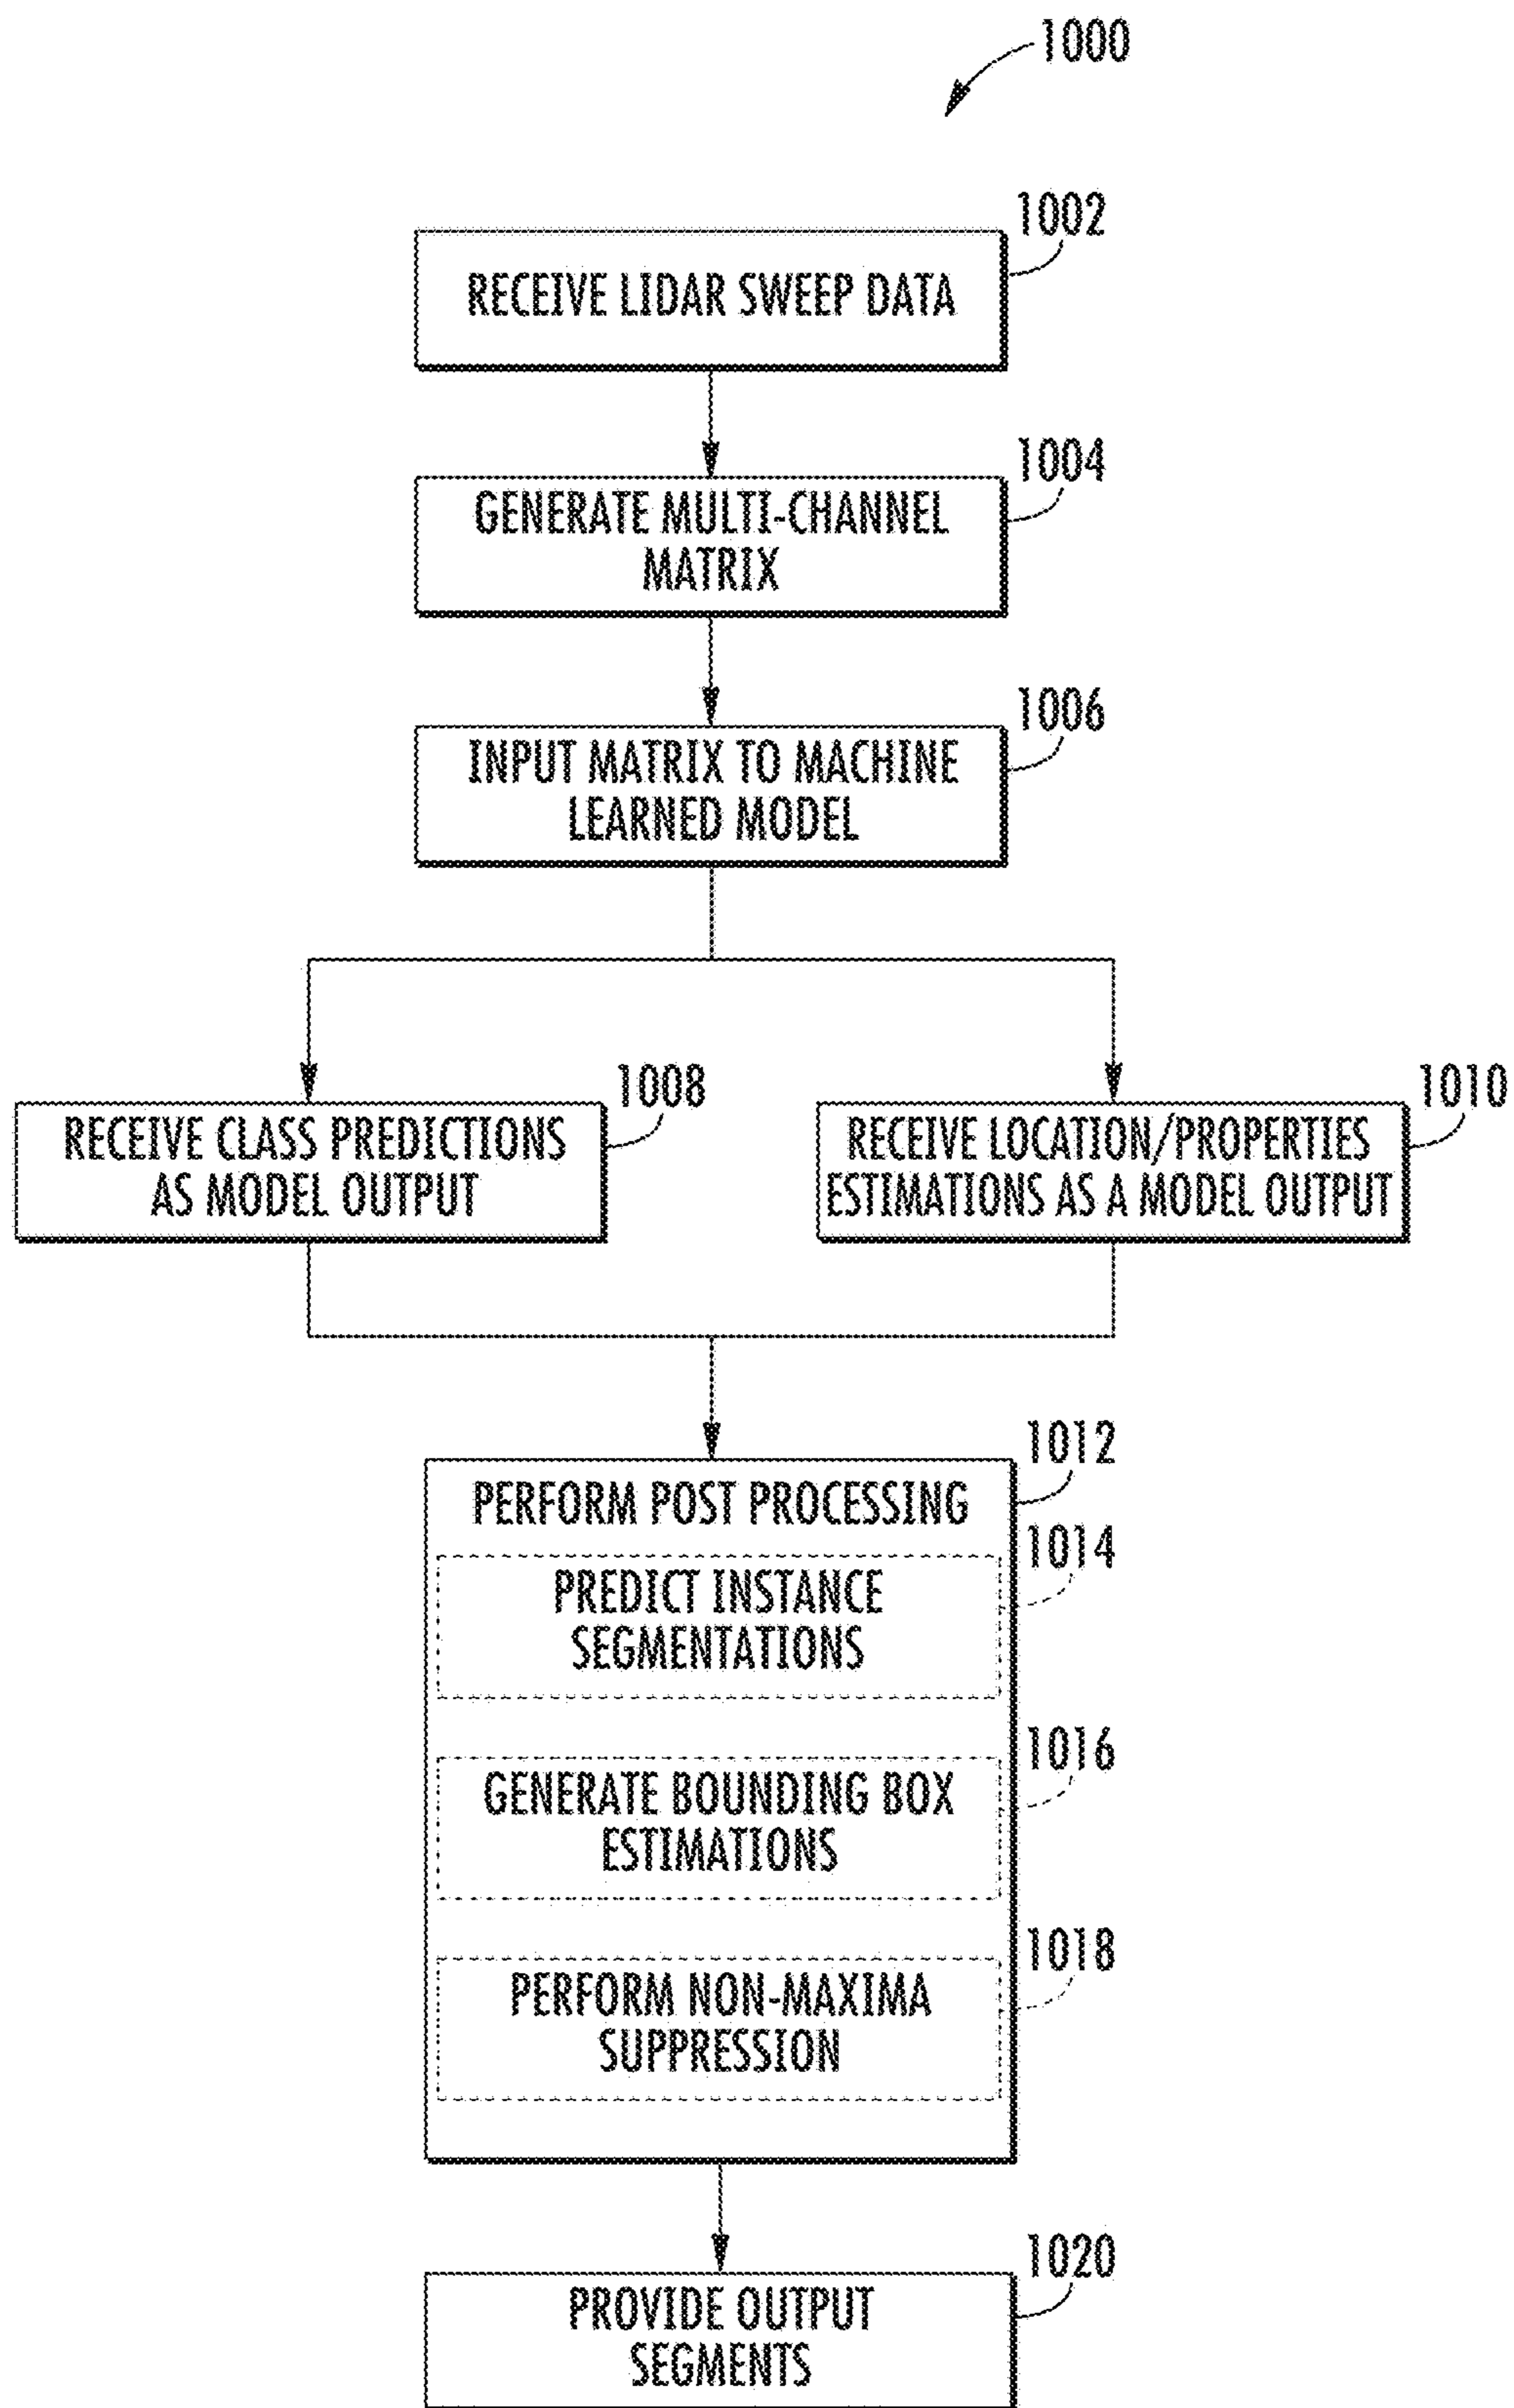 1000
1002
RECEIVE LIDAR SWEEP DATA
1004
GENERATE MULTI-CHANNEL
MATRIX
1006
INPUT MATRIX TO MACHINE
LEARNED MODEL
1008
RECEIVE CLASS PREDICTIONS
AS MODEL OUTPUT
1010
RECEIVE LOCATION/PROPERTIES
ESTIMATIONS AS A MODEL OUTPUT
1012
PERFORM POST PROCESSING
1014
PREDICT INSTANCE
SEGMENTATIONS
1016
GENERATE BOUNDING BOX
ESTIMATIONS
1018
PERFORM NON-MAXIMA
SUPPRESSION
1020
PROVIDE OUTPUT
SEGMENTS